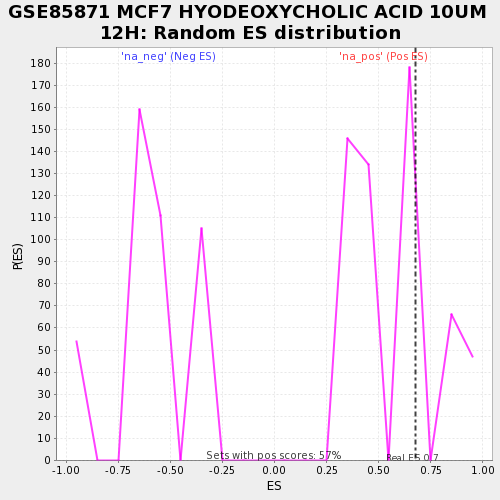 GSE85871 MCF7 HYODEOXYCHOLIC ACID 10UM
12H: Random ES distribution
'na_neg' (Neg ES)
'na_pos' (Pos ES)
P(ES)
180
170
160
150
140
130
120
110
100
90
80
70
60
50
40
30
20
10
0
Sets with pos scores: 57%
Real ES 0.7
-1.00 -0.75 -0.50 -0.25 0.00 0.25 0.50 0.75 1.00
ES